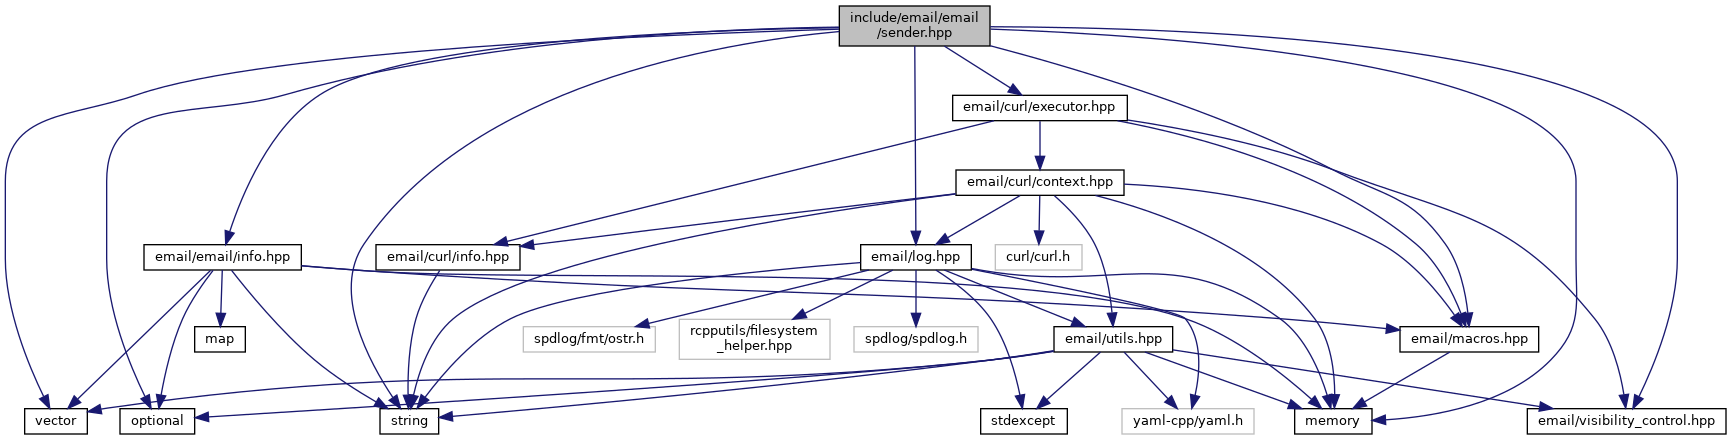 include/email/email
/sender.hpp
email/curl/executor.hpp
email/curl/context.hpp
email/email/info.hpp
email/curl/info.hpp
email/log.hpp
curl/curl.h
map
spdlog/fmt/ostr.h
rcpputils/filesystem
_helper.hpp
spdlog/spdlog.h
email/utils.hpp
email/macros.hpp
vector
optional
string
stdexcept
yaml-cpp/yaml.h
memory
email/visibility_control.hpp